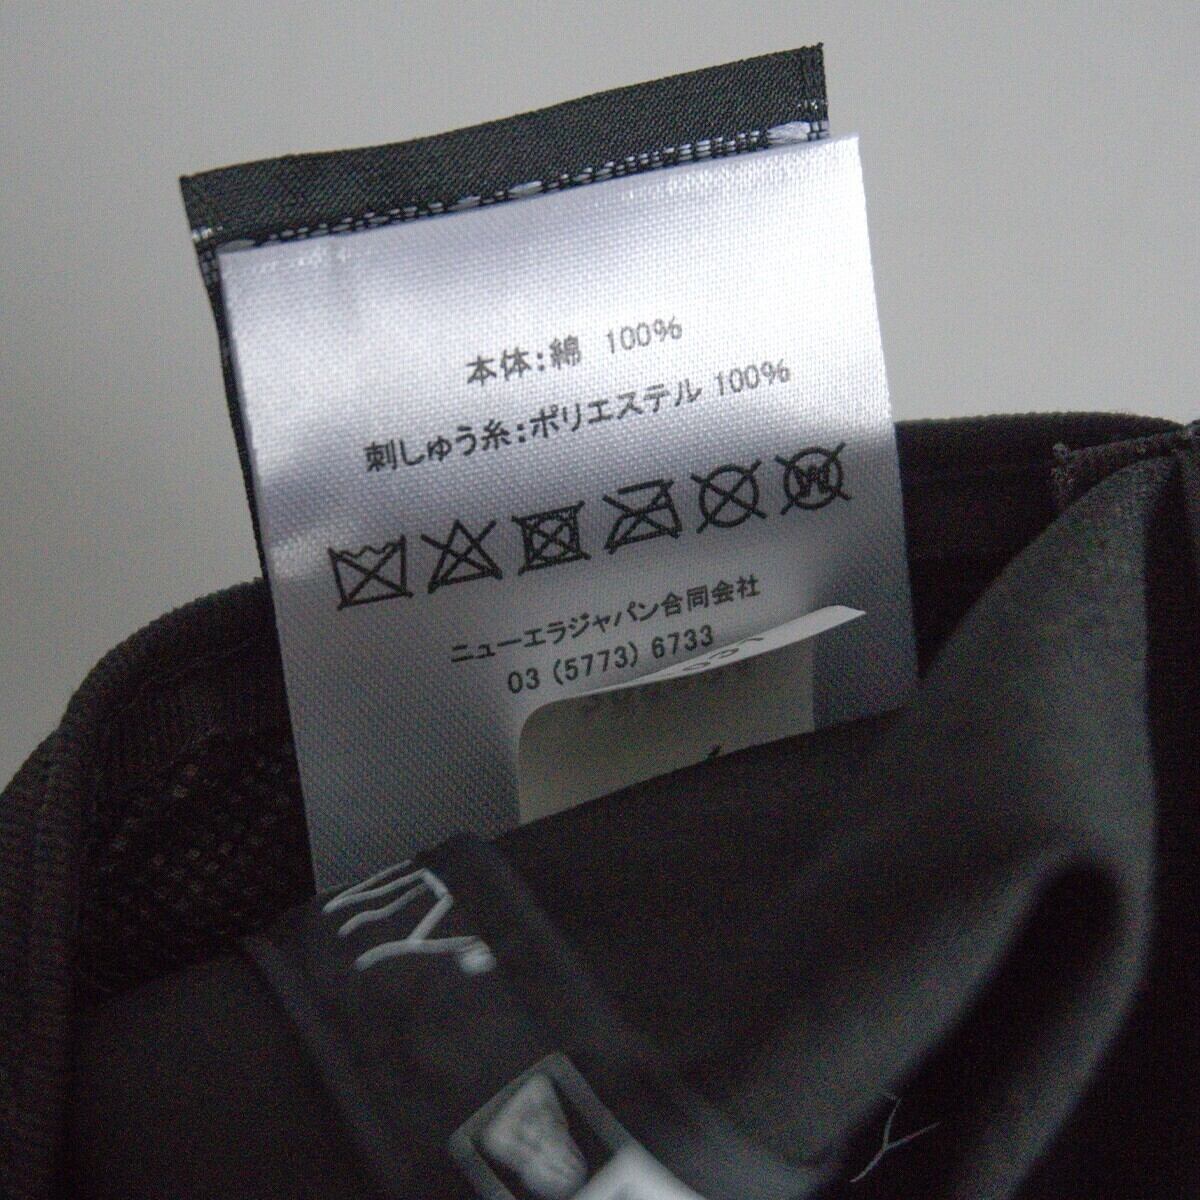 本体:綿 100%
刺しゅう糸:ポリエステル 100%
ニューエラジャパン合同会社
03 (5773) 6733